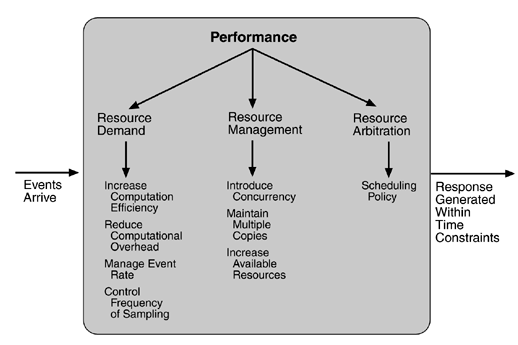 Performance
Resource
Demand
Resource
Management
Resource
Arbitration
Events
Arrive
Increase
Computation
Efficiency
Reduce
Computational
Overhead
Manage Event
Rate
Control
Frequency
of Sampling
Introduce
Concurrency
Maintain
Multiple
Copies
Increase
Available
Resources
Scheduling
Policy
Response
Generated
Within
Time
Constraints